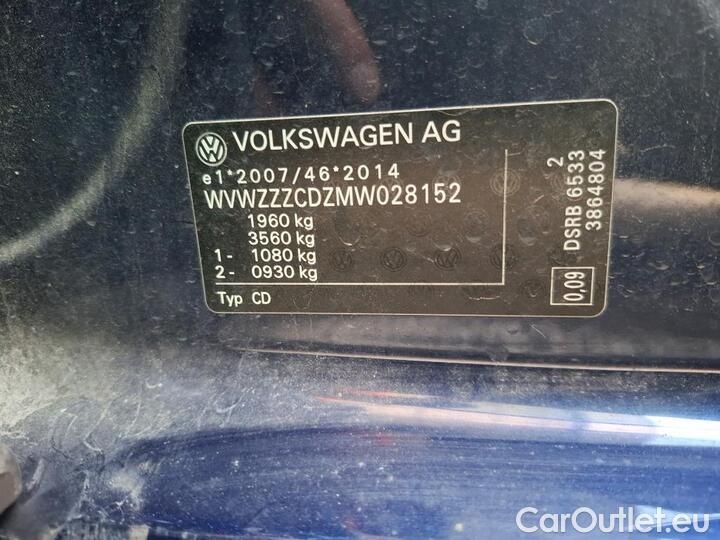 VOLKSWAGEN AG
e1*2007/46*2014
WVWZZZCDZMW028152
1960 kg
3560 kg
1- 1080 kg
2- 0930 kg
Typ CD
2
DSRB 6533
3864804
0,09
CarOutlet.eu